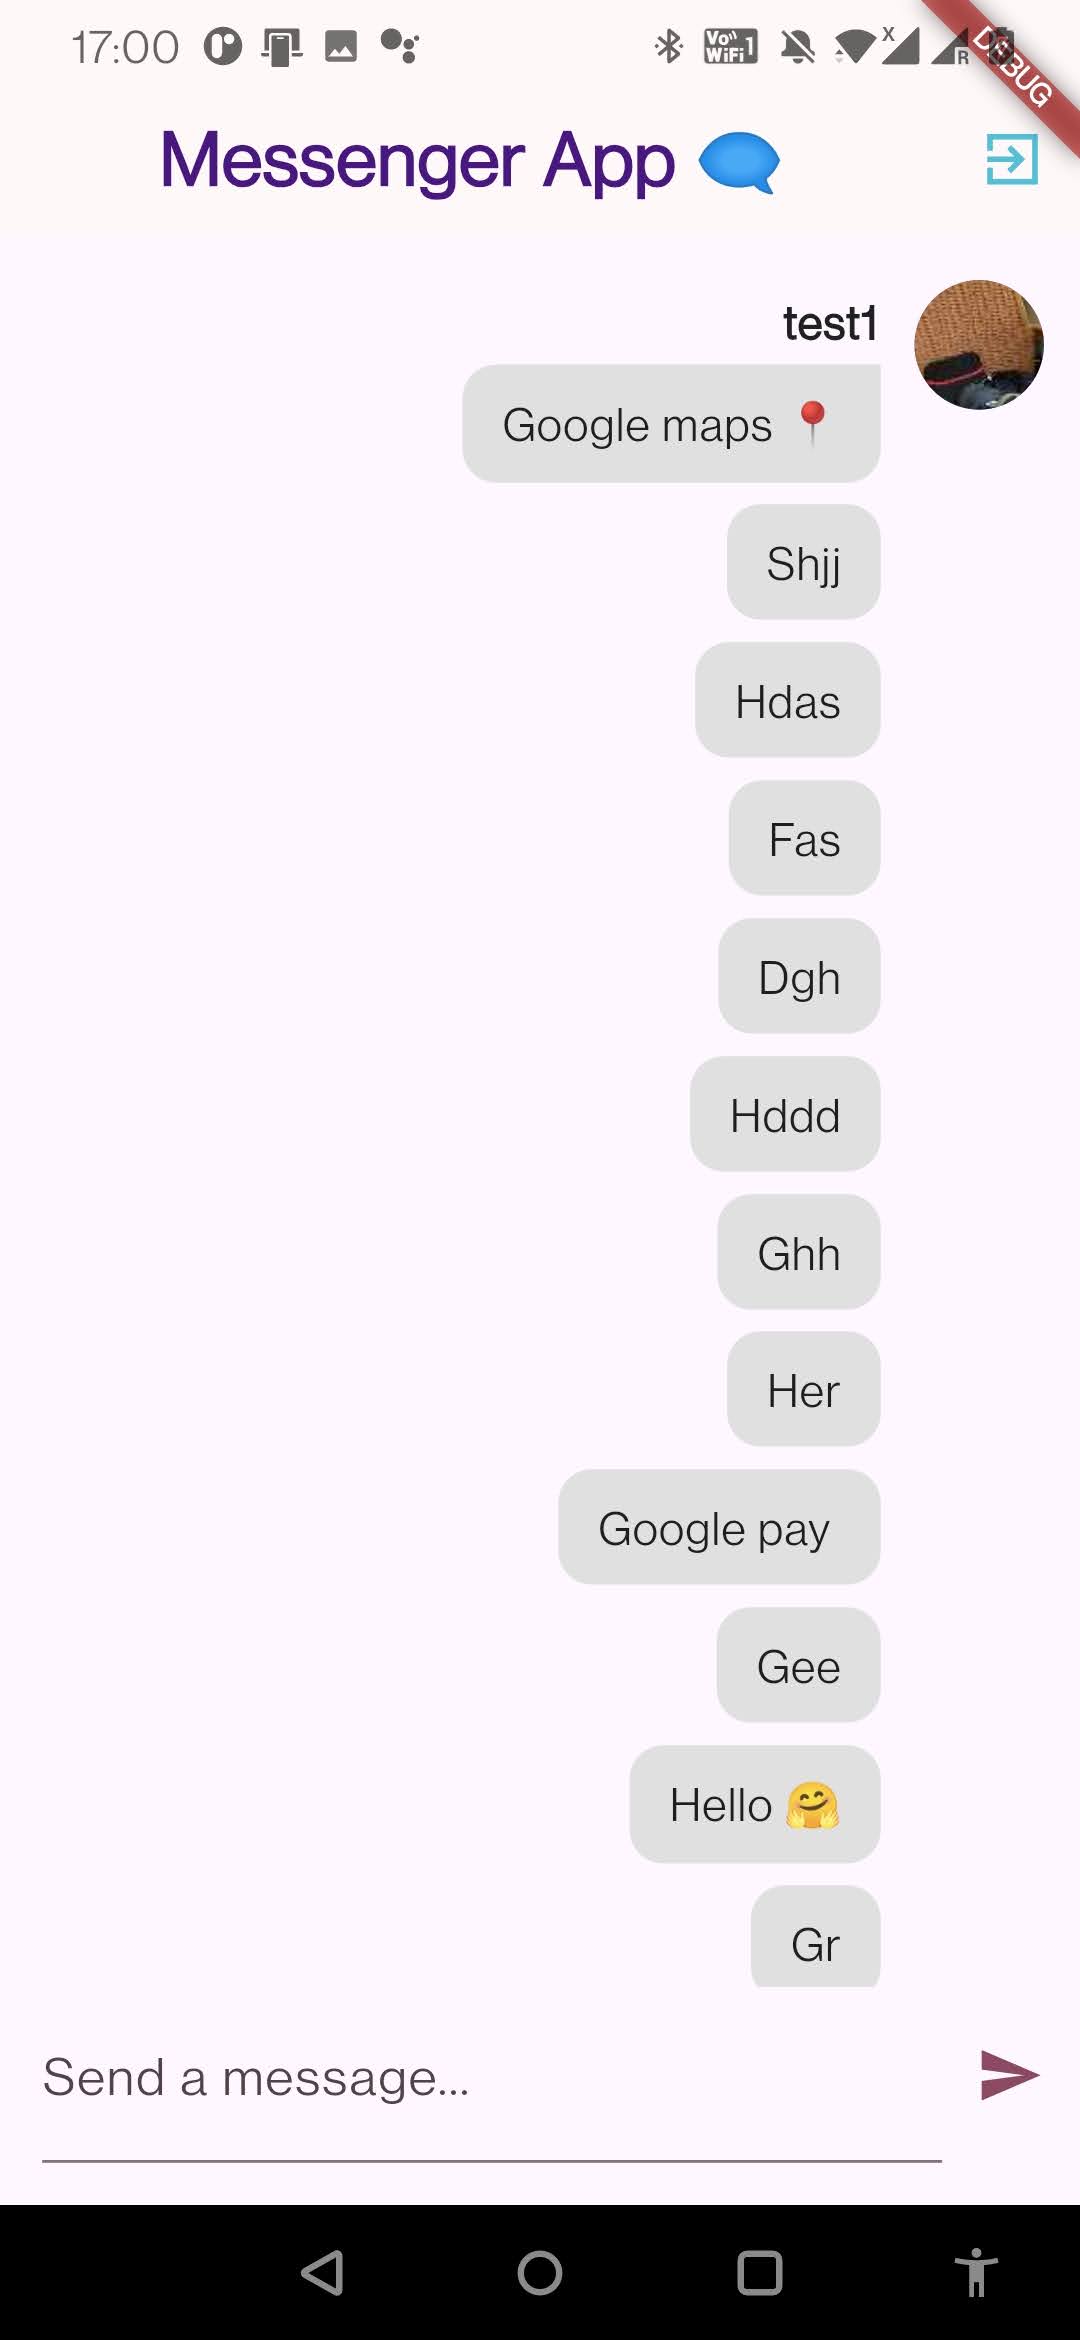 17:00 Vo)) WiFi 1 X R DEBUG
Messenger App 🗨
test1
Google maps 📍
Shjj
Hdas
Fas
Dgh
Hddd
Ghh
Her
Google pay
Gee
Hello 🤗
Gr
Send a message...